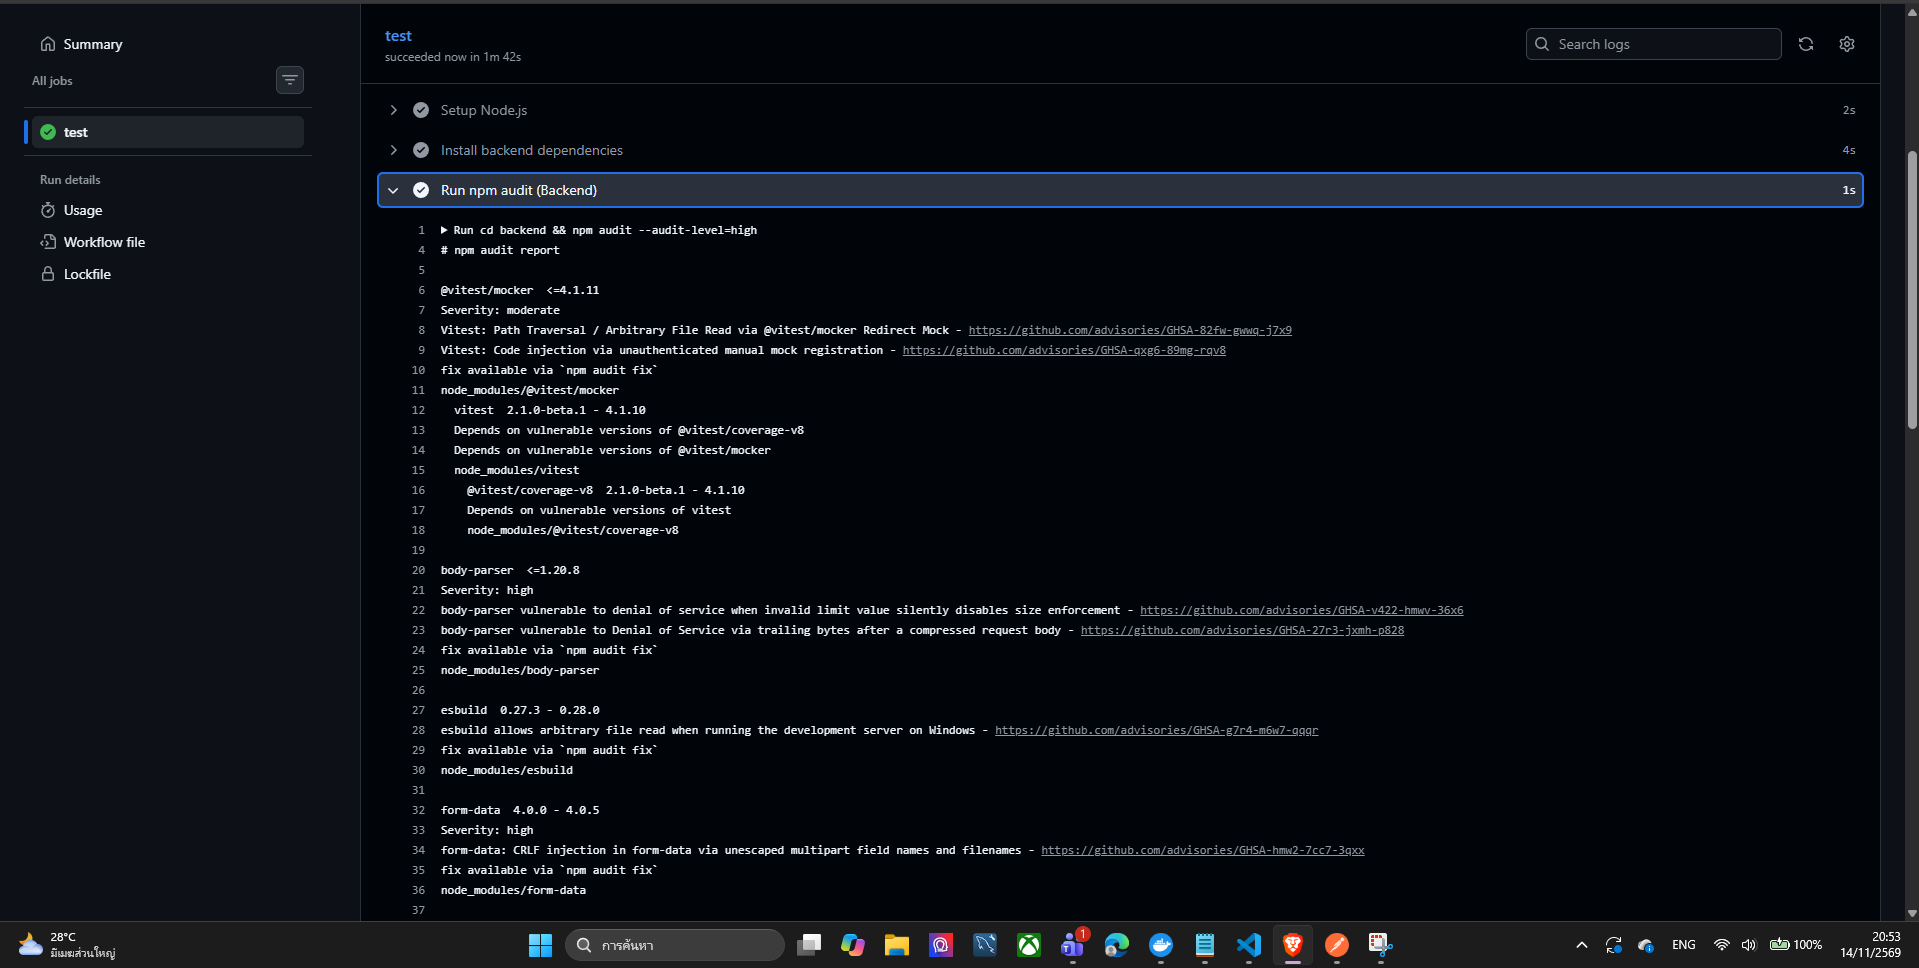 Summary
All jobs
test
Run details
Usage
Workflow file
Lockfile
test
succeeded now in 1m 42s
Search logs
Setup Node.js 2s
Install backend dependencies 4s
Run npm audit (Backend) 1s
1 Run cd backend && npm audit --audit-level=high
4 # npm audit report
5
6 @vitest/mocker <=4.1.11
7 Severity: moderate
8 Vitest: Path Traversal / Arbitrary File Read via @vitest/mocker Redirect Mock - https://github.com/advisories/GHSA-82fw-gwwq-j7x9
9 Vitest: Code injection via unauthenticated manual mock registration - https://github.com/advisories/GHSA-qxg6-89mg-rqv8
10 fix available via `npm audit fix`
11 node_modules/@vitest/mocker
12 vitest 2.1.0-beta.1 - 4.1.10
13 Depends on vulnerable versions of @vitest/coverage-v8
14 Depends on vulnerable versions of @vitest/mocker
15 node_modules/vitest
16 @vitest/coverage-v8 2.1.0-beta.1 - 4.1.10
17 Depends on vulnerable versions of vitest
18 node_modules/@vitest/coverage-v8
19
20 body-parser <=1.20.8
21 Severity: high
22 body-parser vulnerable to denial of service when invalid limit value silently disables size enforcement - https://github.com/advisories/GHSA-v422-hmwv-36x6
23 body-parser vulnerable to Denial of Service via trailing bytes after a compressed request body - https://github.com/advisories/GHSA-27r3-jxmh-p828
24 fix available via `npm audit fix`
25 node_modules/body-parser
26
27 esbuild 0.27.3 - 0.28.0
28 esbuild allows arbitrary file read when running the development server on Windows - https://github.com/advisories/GHSA-g7r4-m6w7-qqqr
29 fix available via `npm audit fix`
30 node_modules/esbuild
31
32 form-data 4.0.0 - 4.0.5
33 Severity: high
34 form-data: CRLF injection in form-data via unescaped multipart field names and filenames - https://github.com/advisories/GHSA-hmw2-7cc7-3qxx
35 fix available via `npm audit fix`
36 node_modules/form-data
37
28°C
มีเมฆส่วนใหญ่
การค้นหา
1
ENG
100%
20:53
14/11/2569